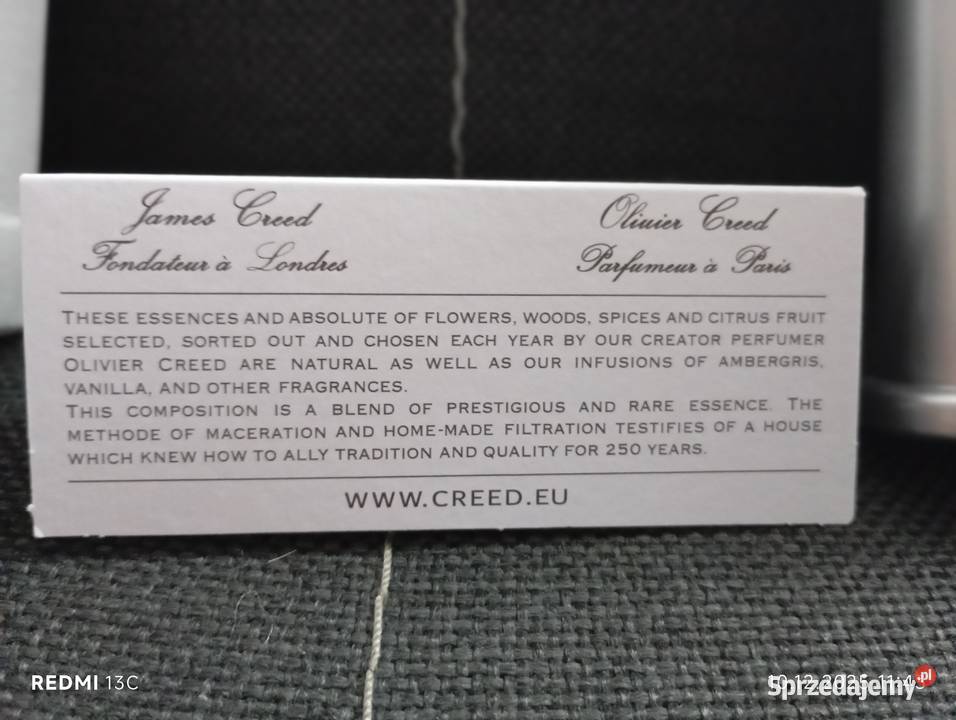 James Creed
Fondateur à Londres
Olivier Creed
Parfumeur à Paris
THESE ESSENCES AND ABSOLUTE OF FLOWERS, WOODS, SPICES AND CITRUS FRUIT
SELECTED, SORTED OUT AND CHOSEN EACH YEAR BY OUR CREATOR PERFUMER
OLIVIER CREED ARE NATURAL AS WELL AS OUR INFUSIONS OF AMBERGRIS,
VANILLA, AND OTHER FRAGRANCES.
THIS COMPOSITION IS A BLEND OF PRESTIGIOUS AND RARE ESSENCE. THE
METHODE OF MACERATION AND HOME-MADE FILTRATION TESTIFIES OF A HOUSE
WHICH KNEW HOW TO ALLY TRADITION AND QUALITY FOR 250 YEARS.
WWW.CREED.EU
REDMI 13C
Sprzedajemy.pl